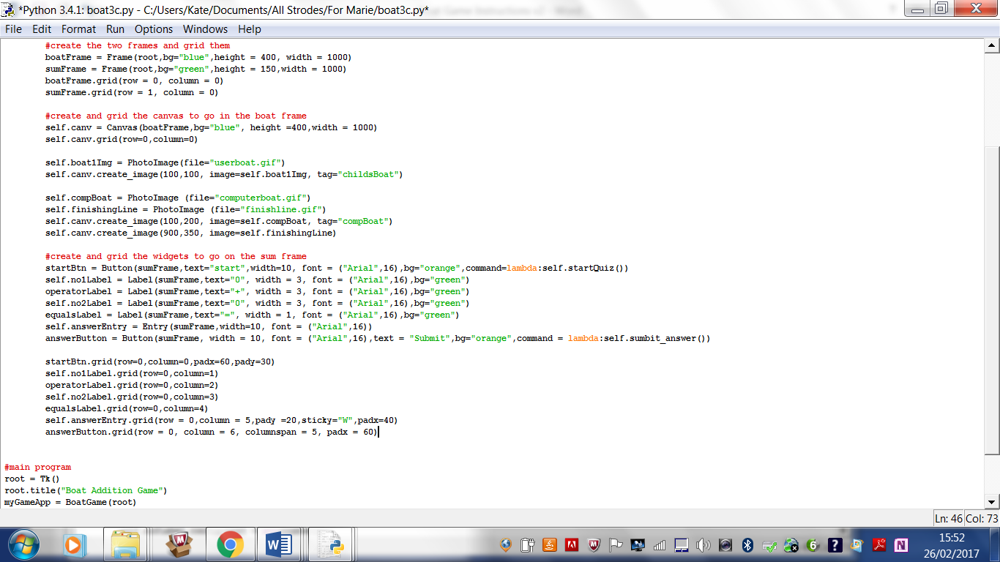 *Python 3.4.1: boat3c.py - C:/Users/Kate/Documents/All Strodes/For Marie/boat3c.py*
File Edit Format Run Options Windows Help
#create the two frames and grid them
boatFrame = Frame(root,bg="blue",height = 400, width = 1000)
sumFrame = Frame(root,bg="green",height = 150,width = 1000)
boatFrame.grid(row = 0, column = 0)
sumFrame.grid(row = 1, column = 0)
#create and grid the canvas to go in the boat frame
self.canv = Canvas(boatFrame,bg="blue", height =400,width = 1000)
self.canv.grid(row=0,column=0)
self.boat1Img = PhotoImage(file="userboat.gif")
self.canv.create_image(100,100, image=self.boat1Img, tag="childsBoat")
self.compBoat = PhotoImage (file="computerboat.gif")
self.finishingLine = PhotoImage (file="finishline.gif")
self.canv.create_image(100,200, image=self.compBoat, tag="compBoat")
self.canv.create_image(900,350, image=self.finishingLine)
#create and grid the widgets to go on the sum frame
startBtn = Button(sumFrame,text="start",width=10, font = ("Arial",16),bg="orange",command=lambda:self.startQuiz())
self.no1Label = Label(sumFrame,text="0", width = 3, font = ("Arial",16),bg="green")
operatorLabel = Label(sumFrame,text="+", width = 3, font = ("Arial",16),bg="green")
self.no2Label = Label(sumFrame,text="0", width = 3, font = ("Arial",16),bg="green")
equalsLabel = Label(sumFrame,text="=", width = 1, font = ("Arial",16),bg="green")
self.answerEntry = Entry(sumFrame,width=10, font = ("Arial",16))
answerButton = Button(sumFrame, width = 10, font = ("Arial",16),text = "Submit",bg="orange",command = lambda:self.sumbit_answer())
startBtn.grid(row=0,column=0,padx=60,pady=30)
self.no1Label.grid(row=0,column=1)
operatorLabel.grid(row=0,column=2)
self.no2Label.grid(row=0,column=3)
equalsLabel.grid(row=0,column=4)
self.answerEntry.grid(row = 0,column = 5,pady =20,sticky="W",padx=40)
answerButton.grid(row = 0, column = 6, columnspan = 5, padx = 60)
#main program
root = Tk()
root.title("Boat Addition Game")
myGameApp = BoatGame(root)
Ln: 46 Col: 73
15:52
26/02/2017